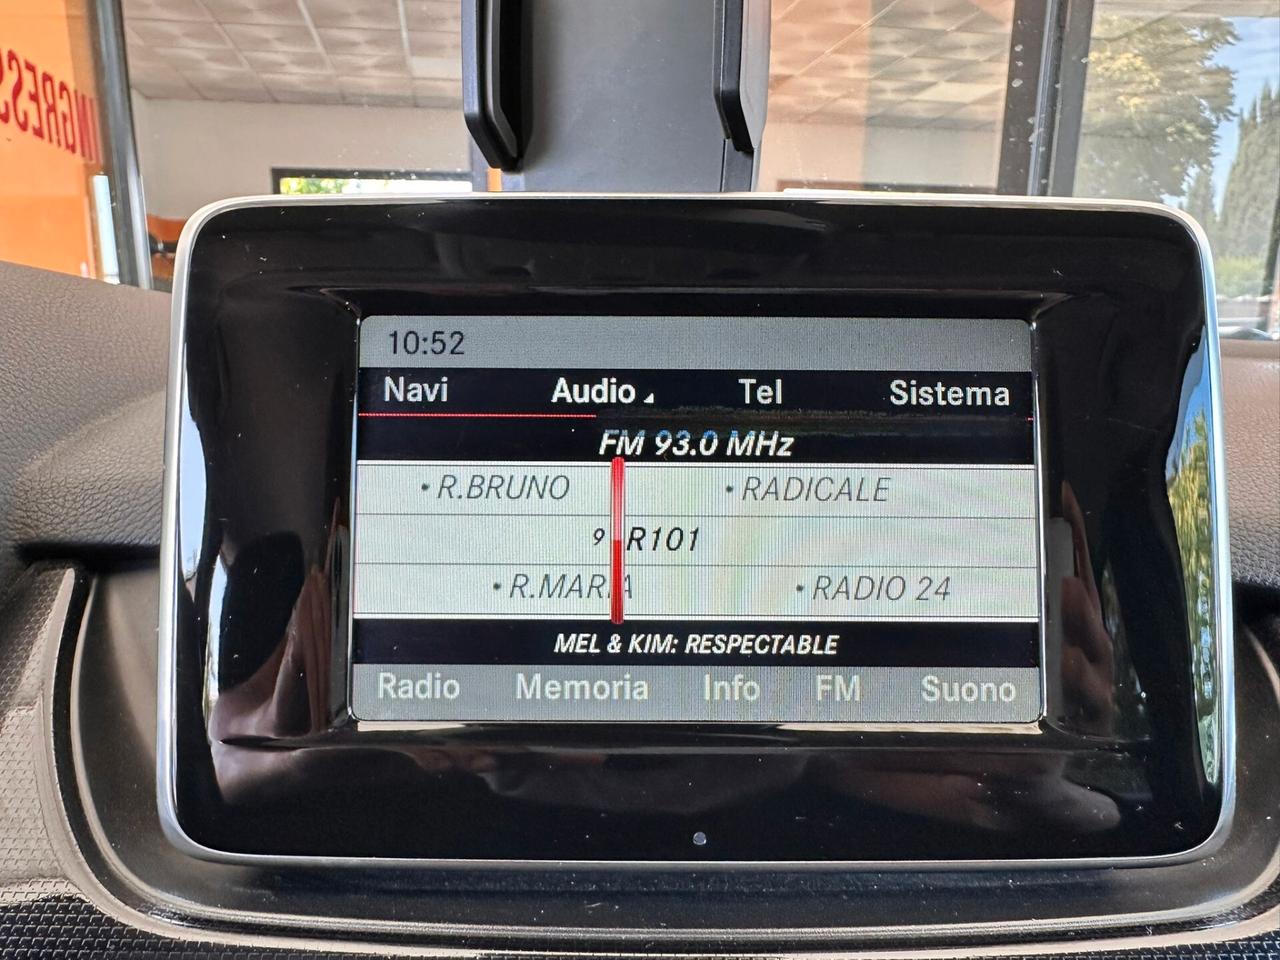 INGRESS
10:52
Navi Audio Tel Sistema
FM 93.0 MHz
• R.BRUNO • RADICALE
9 R101
• R.MARIA • RADIO 24
MEL & KIM: RESPECTABLE
Radio Memoria Info FM Suono